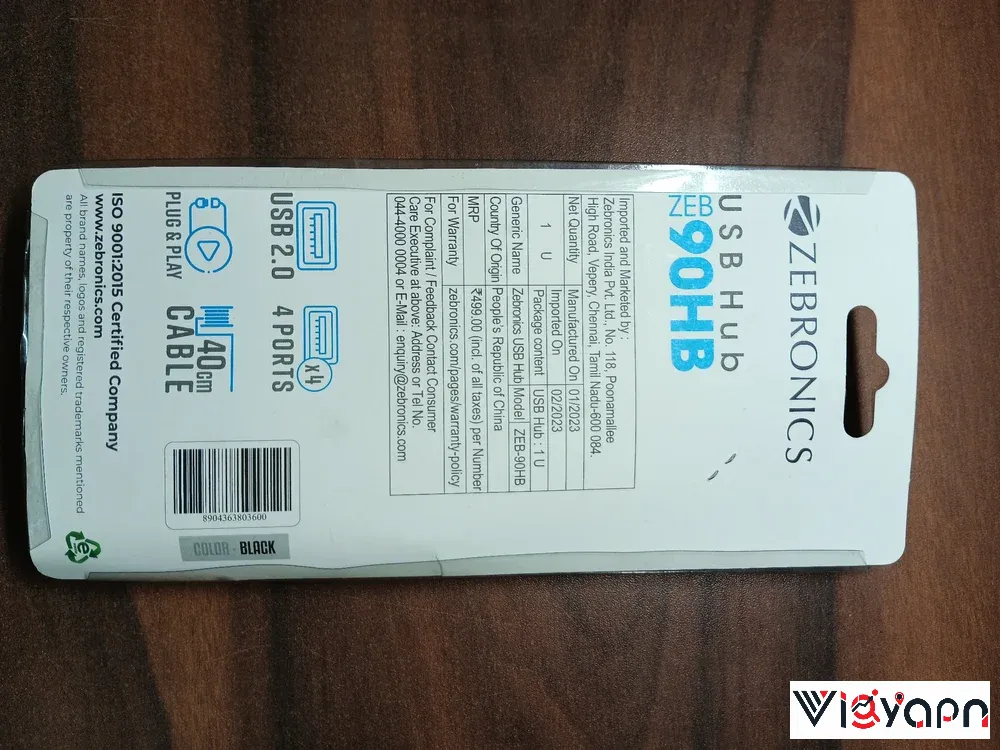 ZEBRONICS
USB Hub
ZEB 90HB
Imported and Marketed by :
Zebronics India Pvt. Ltd., No. 118, Poonamallee
High Road, Vepery, Chennai, Tamil Nadu-600 084.
Net Quantity Manufactured On 01/2023
1 U Imported On 02/2023
Package content USB Hub : 1 U
Generic Name Zebronics USB Hub Model ZEB-90HB
Country Of Origin People's Republic of China
MRP ₹499.00 (incl. of all taxes) per Number
For Warranty zebronics.com/pages/warranty-policy
For Complaint / Feedback Contact Consumer
Care Executive at above: Address or Tel No.
044-4000 0004 or E-Mail : enquiry@zebronics.com
x4
USB 2.0 4 PORTS
PLUG & PLAY
40cm
CABLE
8904363803600
COLOR - BLACK
ISO 9001:2015 Certified Company
www.zebronics.com
All brand names, logos and registered trademarks mentioned
are property of their respective owners.
e
Vigyapn